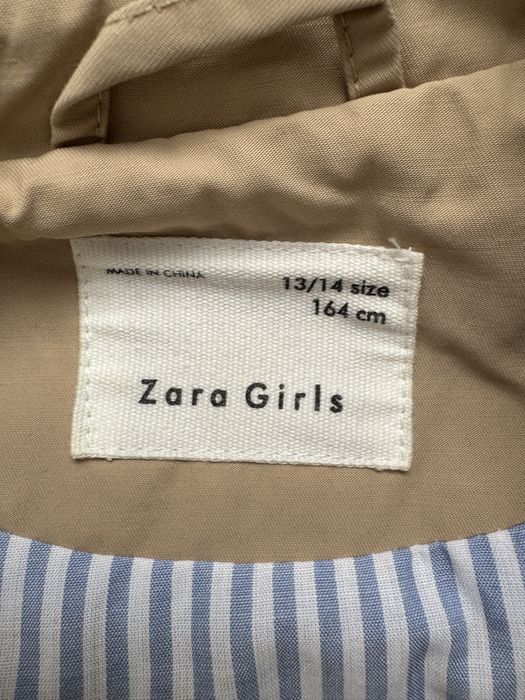 MADE IN CHINA
13/14 size
164 cm
Zara Girls